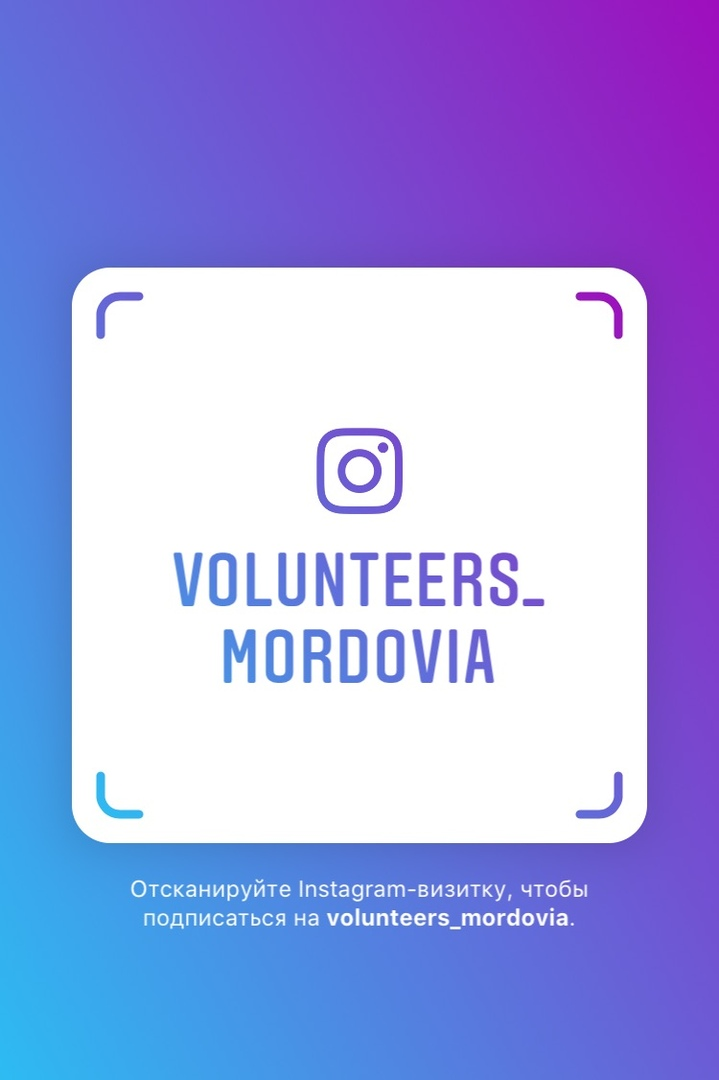 VOLUNTEERS_
MORDOVIA
Отсканируйте Instagram-визитку, чтобы
подписаться на volunteers_mordovia.